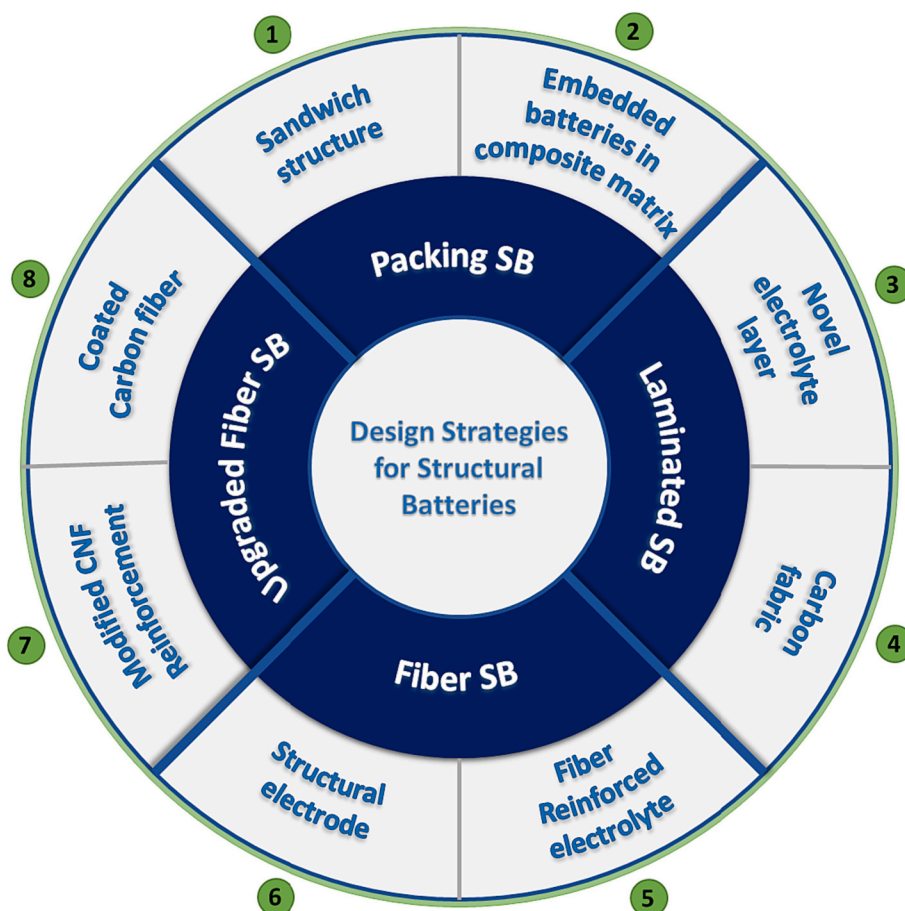 Design Strategies
for Structural
Batteries
Packing SB
Laminated SB
Fiber SB
Upgraded Fiber SB
1
Sandwich
structure
2
Embedded
batteries in
composite matrix
3
Novel
electrolyte
layer
4
Carbon
fabric
5
Fiber
Reinforced
electrolyte
6
Structural
electrode
7
Modified CNF
Reinforcement
8
Coated
Carbon fiber